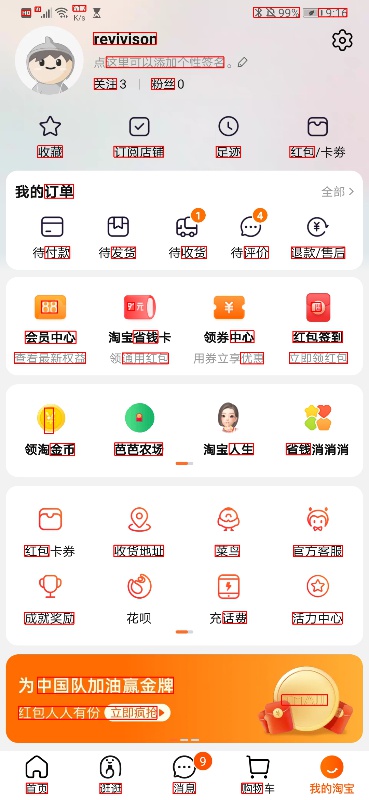 99% 19:16
revivison
点这里可以添加个性签名。
关注 3 | 粉丝 0
收藏 订阅店铺 足迹 红包/卡券
我的订单 全部 >
1 4
待付款 待发货 待收货 待评价 退款/售后
会员中心 淘宝省钱卡 领券中心 红包签到
查看最新权益 领通用红包 用券立享优惠 立即领红包
领淘金币 芭芭农场 淘宝人生 省钱消消消
红包卡券 收货地址 菜鸟 官方客服
成就奖励 花呗 充话费 活力中心
为中国队加油赢金牌
红包人人有份 立即疯抢
9
首页 逛逛 消息 购物车 我的淘宝